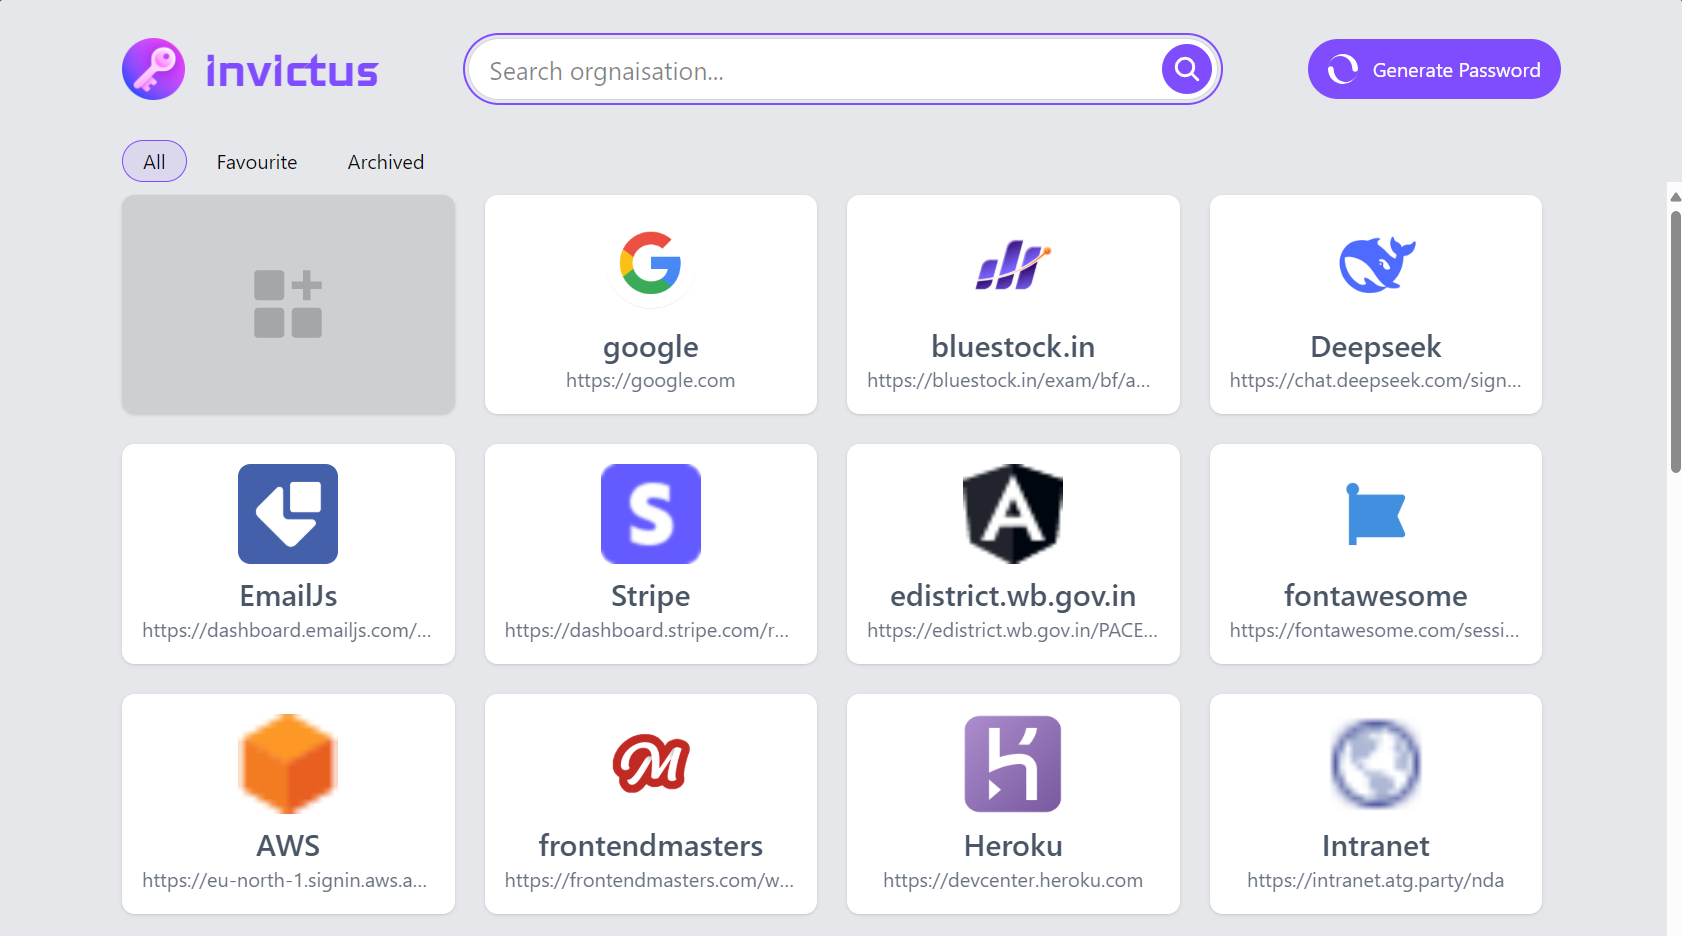 invictus
Search orgnaisation...
Generate Password
All
Favourite
Archived
google
https://google.com
bluestock.in
https://bluestock.in/exam/bf/a...
Deepseek
https://chat.deepseek.com/sign...
EmailJs
https://dashboard.emailjs.com/...
Stripe
https://dashboard.stripe.com/r...
edistrict.wb.gov.in
https://edistrict.wb.gov.in/PACE...
fontawesome
https://fontawesome.com/sessi...
AWS
https://eu-north-1.signin.aws.a...
frontendmasters
https://frontendmasters.com/w...
Heroku
https://devcenter.heroku.com
Intranet
https://intranet.atg.party/nda